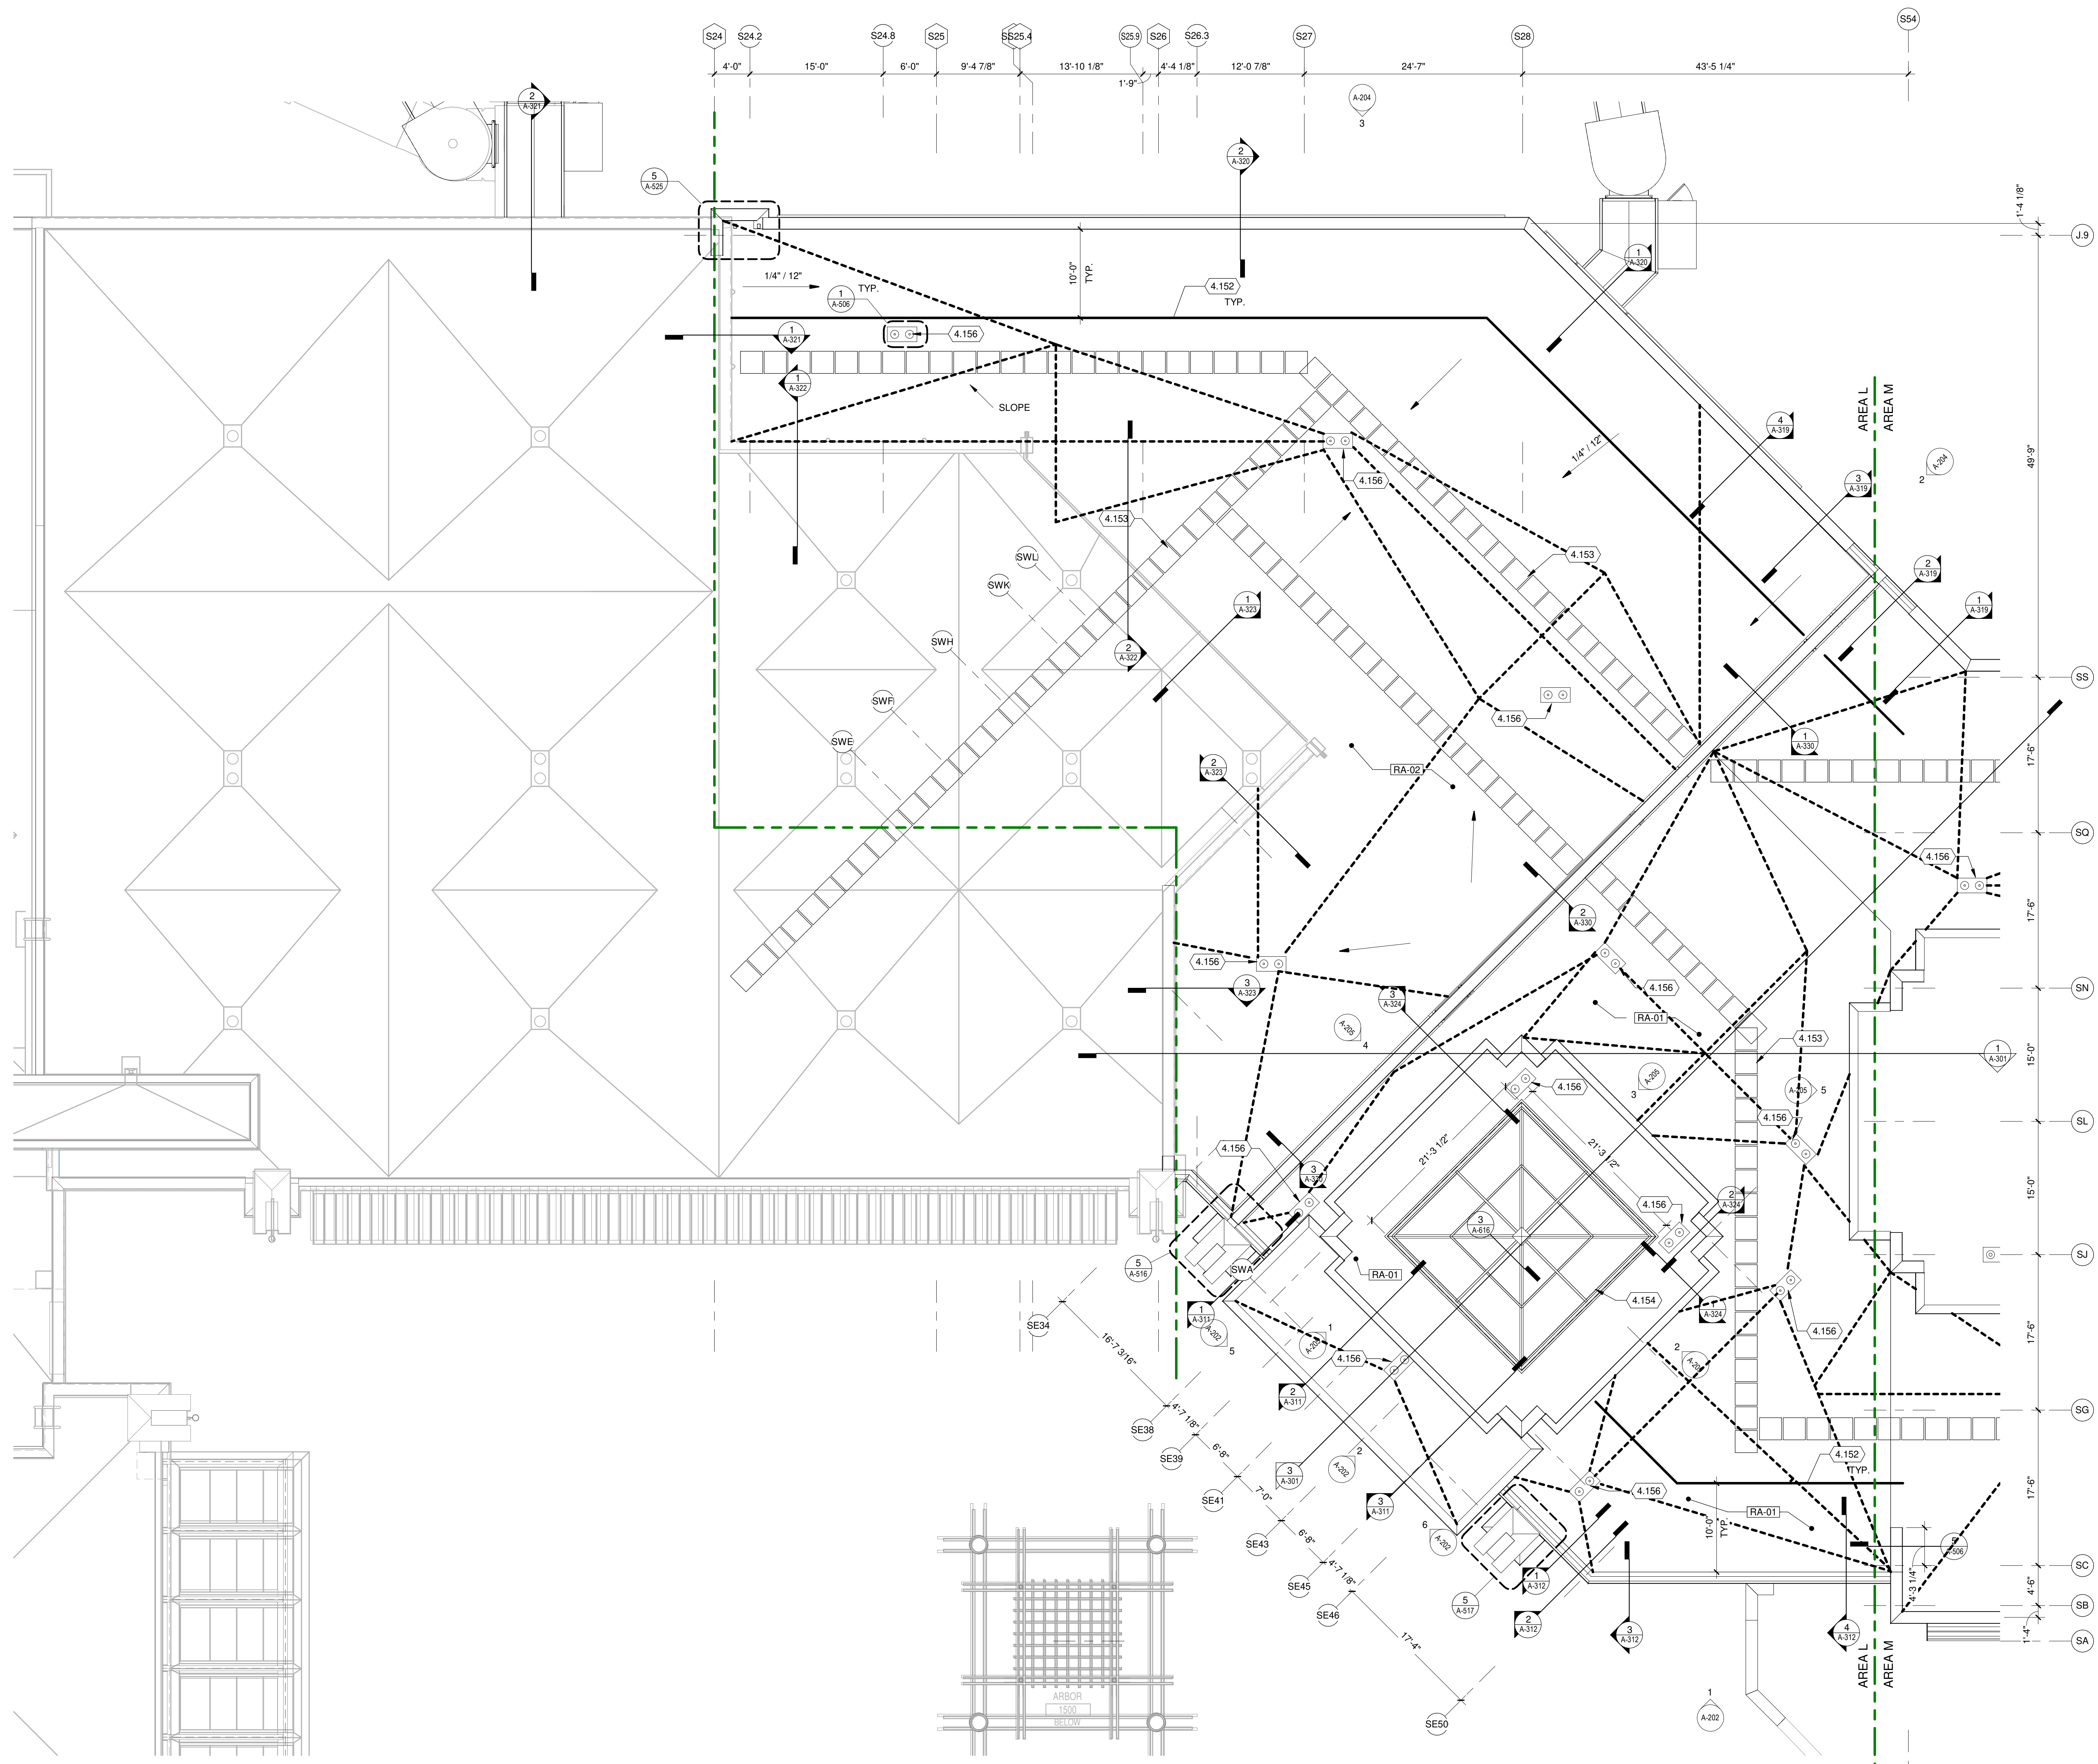 S24
S24.2
S24.8
S25
S25.4
S25.9
S26
S26.3
S27
S28
S54
4'-0"
15'-0"
6'-0"
9'-4 7/8"
13'-10 1/8"
1'-9"
4'-4 1/8"
12'-0 7/8"
24'-7"
43'-5 1/4"
2
A-321
A-204
3
2
A-320
5
A-525
1'-4 1/8"
J.9
1
A-320
1/4" / 12"
10'-0"
TYP.
TYP.
1
A-506
4.152
TYP.
1
A-321
4.156
1
A-322
SLOPE
AREA L
AREA M
4
A-319
1/4" / 12"
49'-9"
A-204
2
4.156
3
A-319
4.153
4.153
SWL
SWK
2
A-319
1
A-319
1
A-323
SWH
2
A-322
SS
SWF
4.156
SWE
1
A-330
17'-6"
2
A-323
RA-02
SQ
4.156
17'-6"
2
A-330
4.156
4.156
3
A-323
3
A-324
SN
RA-01
A-205
4
4.153
15'-0"
1
A-301
A-205
3
4.156
A-205
5
4.156
SL
4.156
21'-3 1/2"
21'-3 1/2"
3
15'-0"
4.156
2
A-324
3
A-616
SJ
5
A-516
SWA
RA-01
4.154
1
A-311
A-202
5
1
A-324
SE34
1
4.156
17'-6"
16'-7 3/16"
4.156
2
2
A-311
SG
4'-7 1/8"
SE38
6'-8"
SE39
3
A-301
A-202
2
4.152
TYP.
7'-0"
SE41
3
A-311
4.156
17'-6"
RA-01
10'-0"
TYP.
6'-8"
SE43
6
A-202
A-506
4'-7 1/8"
SE45
1
A-312
4'-3 1/4"
SC
4'-6"
SE46
5
A-517
2
A-312
3
A-312
4
A-312
SB
1'-4"
SA
17'-4"
AREA L
AREA M
ARBOR
1500
BELOW
SE50
1
A-202